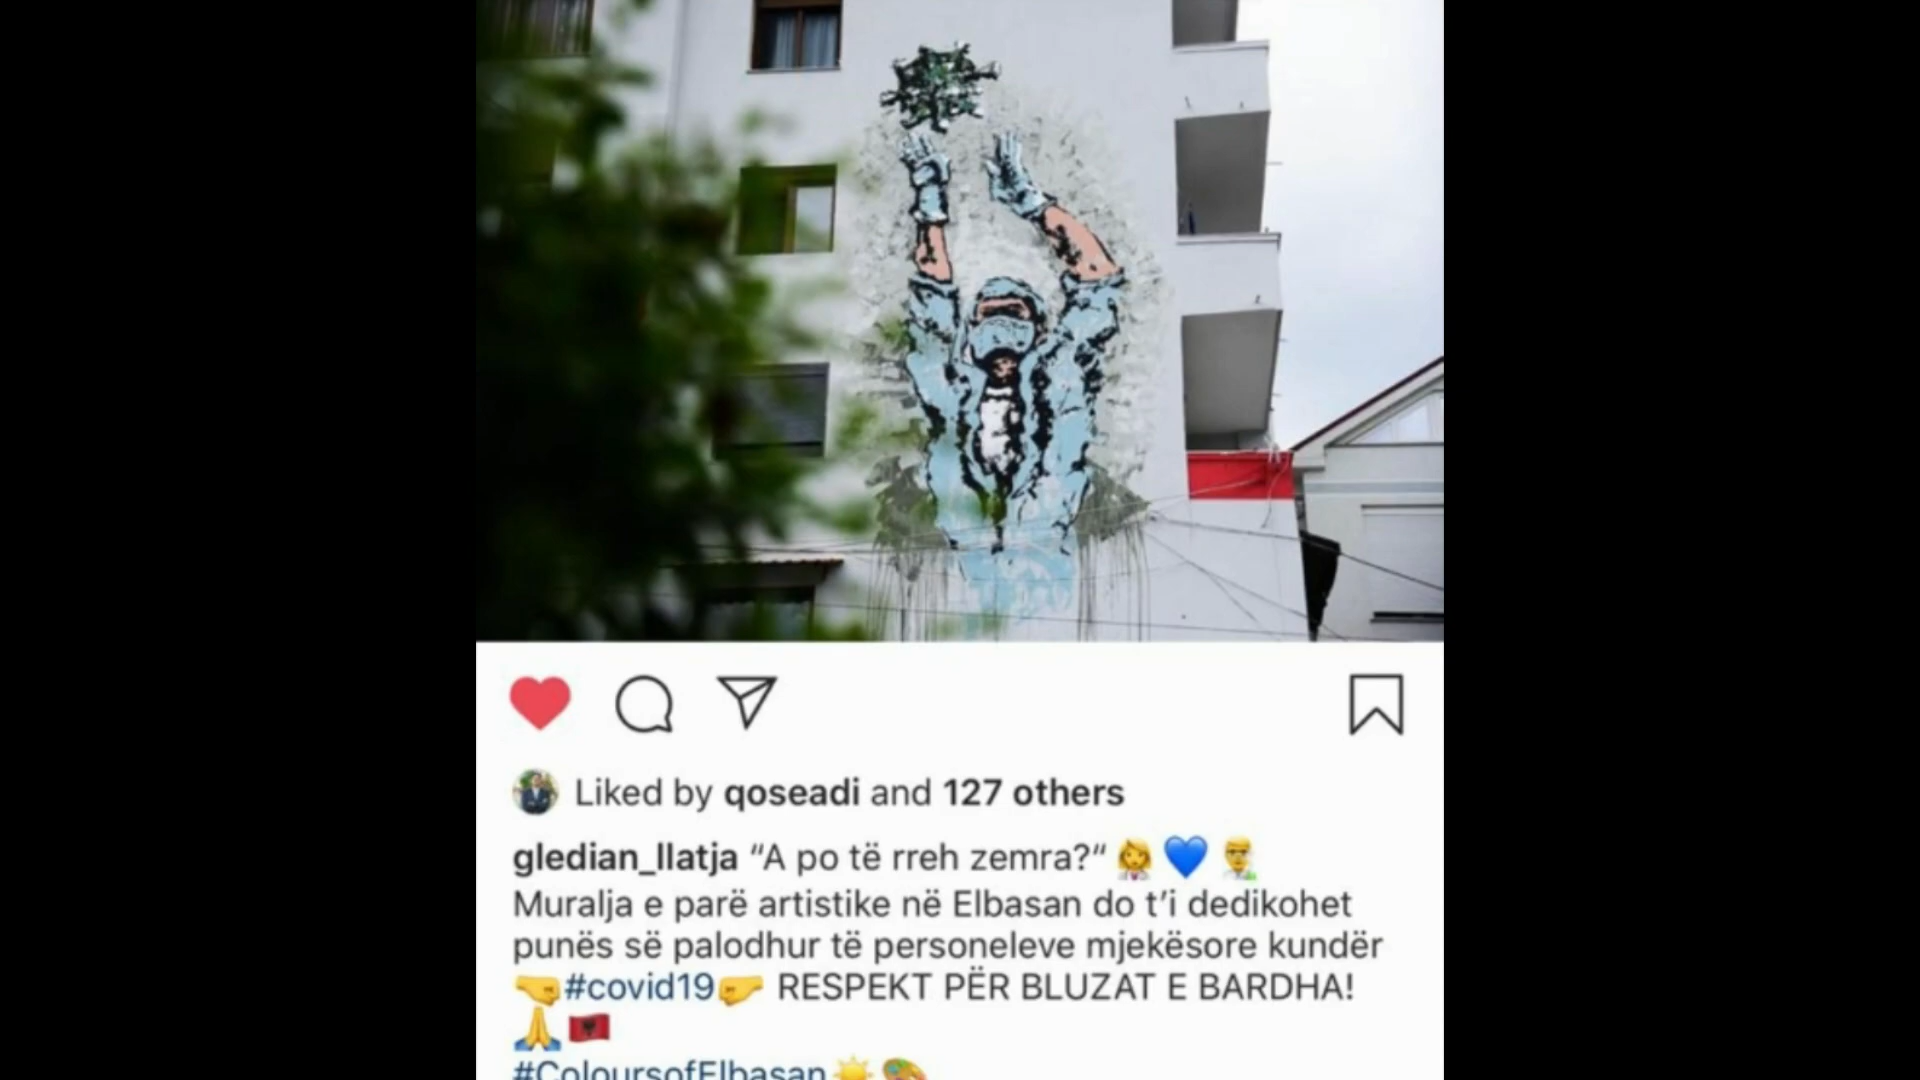 Liked by qoseadi and 127 others
gledian_llatja “A po të rreh zemra?“ 👩‍⚕️💙👨‍⚕️
Muralja e parë artistike në Elbasan do t’i dedikohet
punës së palodhur të personeleve mjekësore kundër
🤜#covid19🤛 RESPEKT PËR BLUZAT E BARDHA!
🙏🇦🇱
#ColoursofElbasan☀️🎨